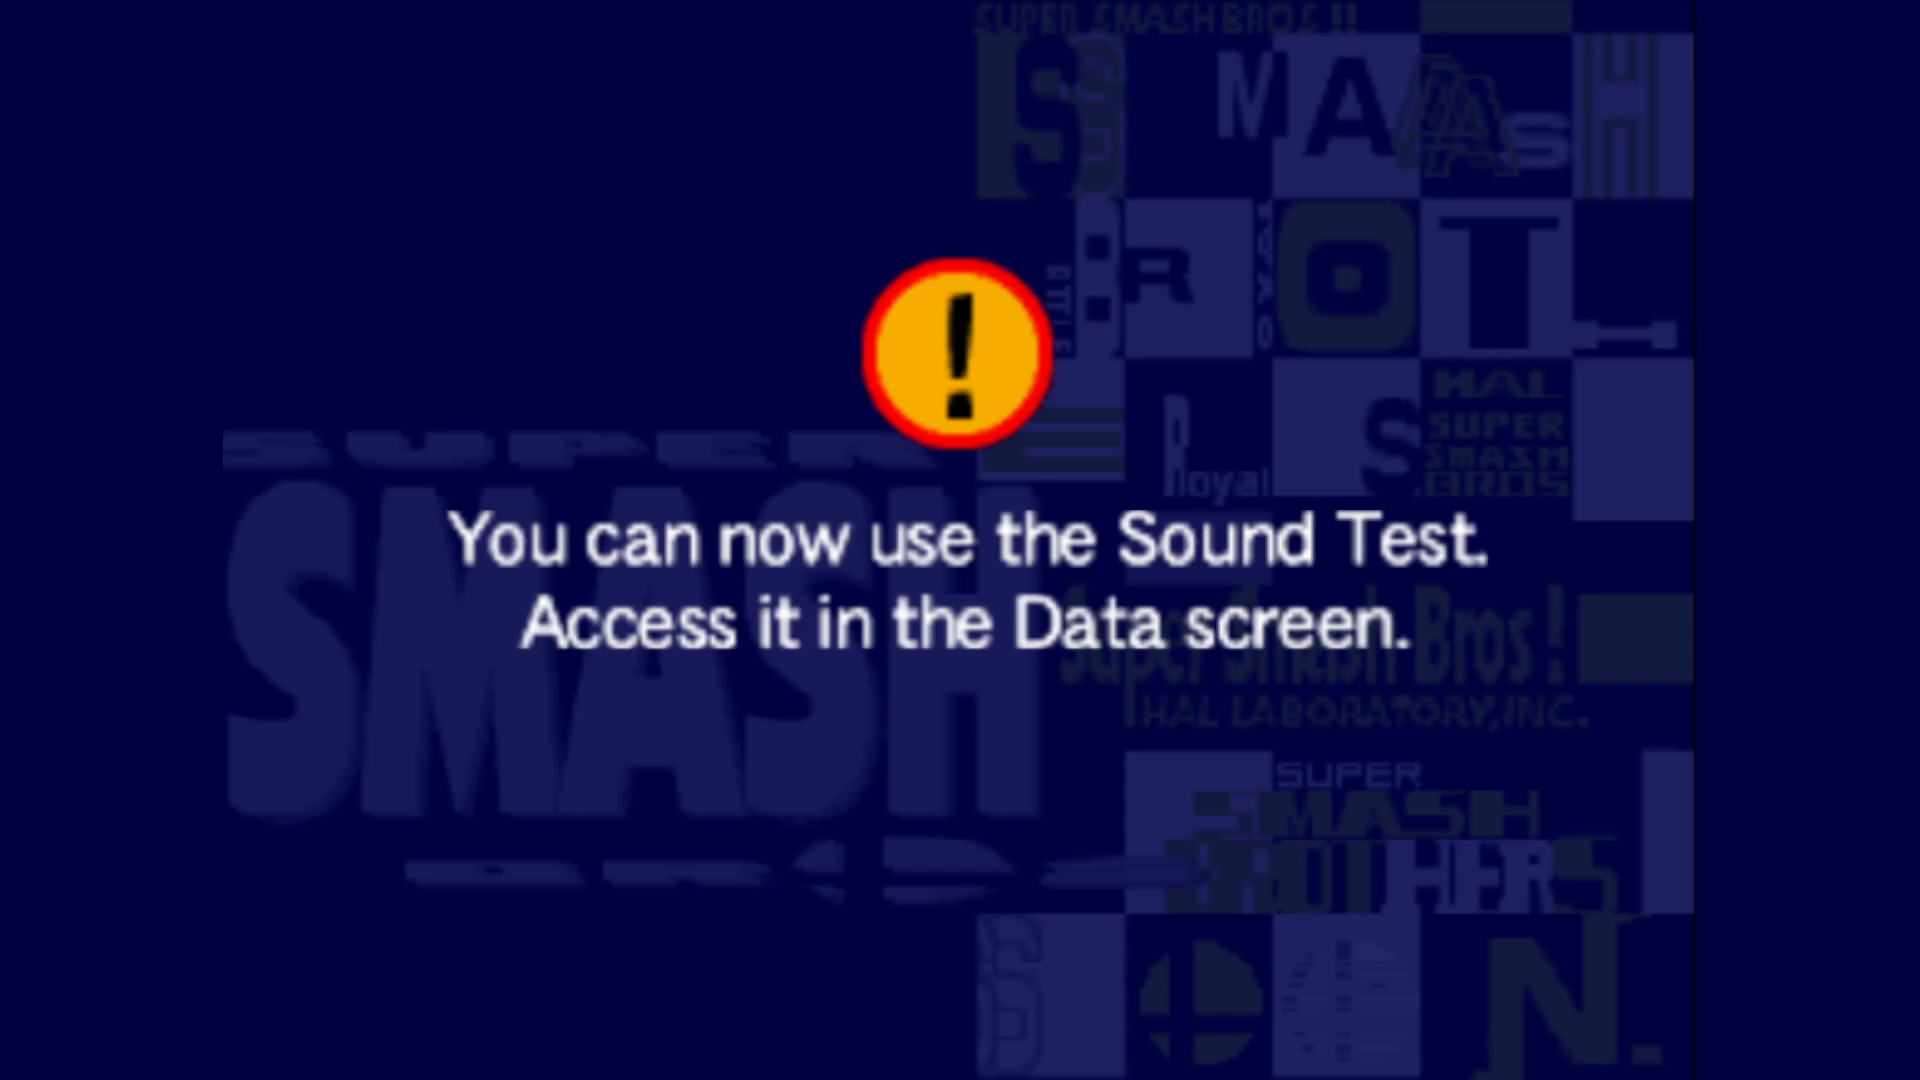 SUPER SMASH BROS !!
S
M A A S H
B R O T H
HAL
SUPER
SMASH
BROS
Royal S
SUPER
SMASH
!
You can now use the Sound Test.
Access it in the Data screen.
Super Smash Bros!
HAL LABORATORY,INC.
SUPER
SMASH
BROTHERS
N.